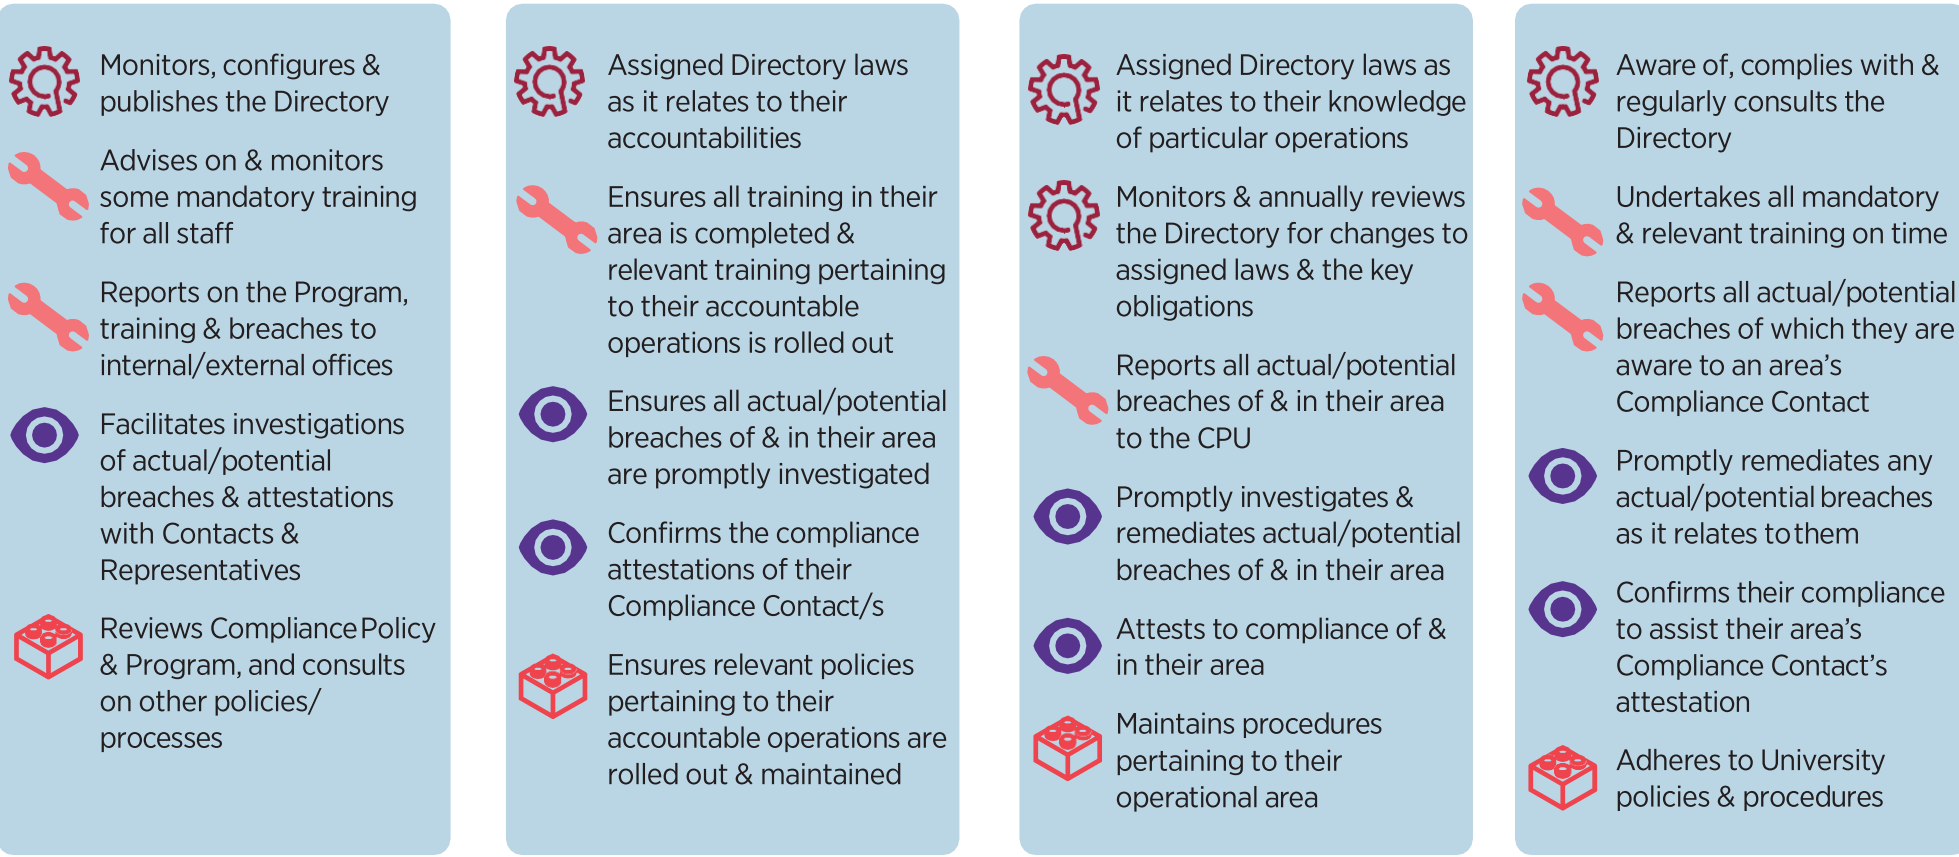 Monitors, configures &
publishes the Directory
Advises on & monitors
some mandatory training
for all staff
Reports on the Program,
training & breaches to
internal/external offices
Facilitates investigations
of actual/potential
breaches & attestations
with Contacts &
Representatives
Reviews Compliance Policy
& Program, and consults
on other policies/
processes
Assigned Directory laws
as it relates to their
accountabilities
Ensures all training in their
area is completed &
relevant training pertaining
to their accountable
operations is rolled out
Ensures all actual/potential
breaches of & in their area
are promptly investigated
Confirms the compliance
attestations of their
Compliance Contact/s
Ensures relevant policies
pertaining to their
accountable operations are
rolled out & maintained
Assigned Directory laws as
it relates to their knowledge
of particular operations
Monitors & annually reviews
the Directory for changes to
assigned laws & the key
obligations
Reports all actual/potential
breaches of & in their area
to the CPU
Promptly investigates &
remediates actual/potential
breaches of & in their area
Attests to compliance of &
in their area
Maintains procedures
pertaining to their
operational area
Aware of, complies with &
regularly consults the
Directory
Undertakes all mandatory
& relevant training on time
Reports all actual/potential
breaches of which they are
aware to an area's
Compliance Contact
Promptly remediates any
actual/potential breaches
as it relates to them
Confirms their compliance
to assist their area's
Compliance Contact's
attestation
Adheres to University
policies & procedures